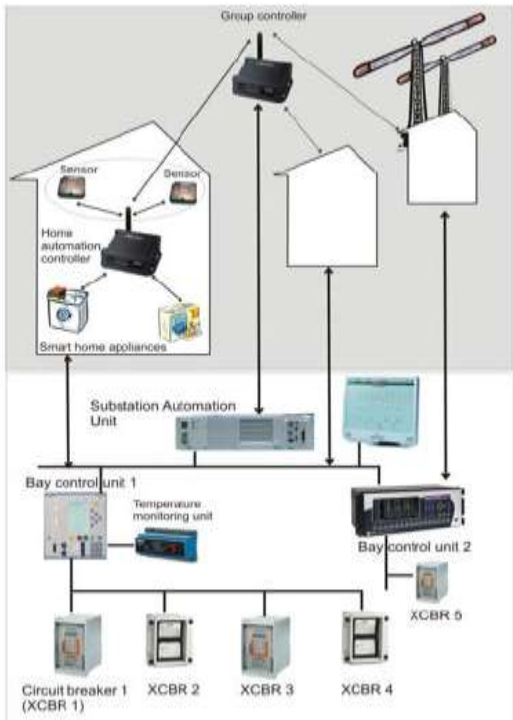 Group controller
Sensor
Sensor
Home
automation
controller
Smart home appliances
Substation Automation
Unit
Bay control unit 1
Temperature
monitoring unit
Bay control unit 2
XCBR 5
Circuit breaker 1
(XCBR 1)
XCBR 2
XCBR 3
XCBR 4